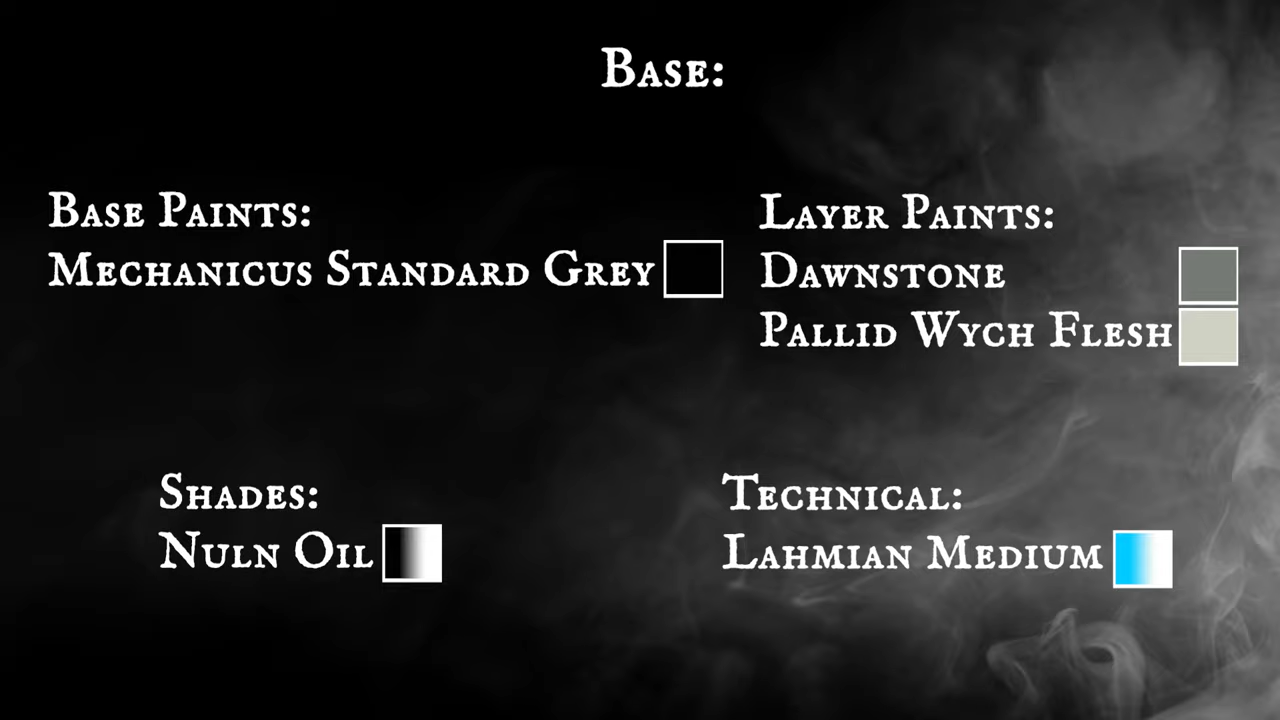 Base:
Base Paints:
Mechanicus Standard Grey
Layer Paints:
Dawnstone
Pallid Wych Flesh
Shades:
Nuln Oil
Technical:
Lahmian Medium